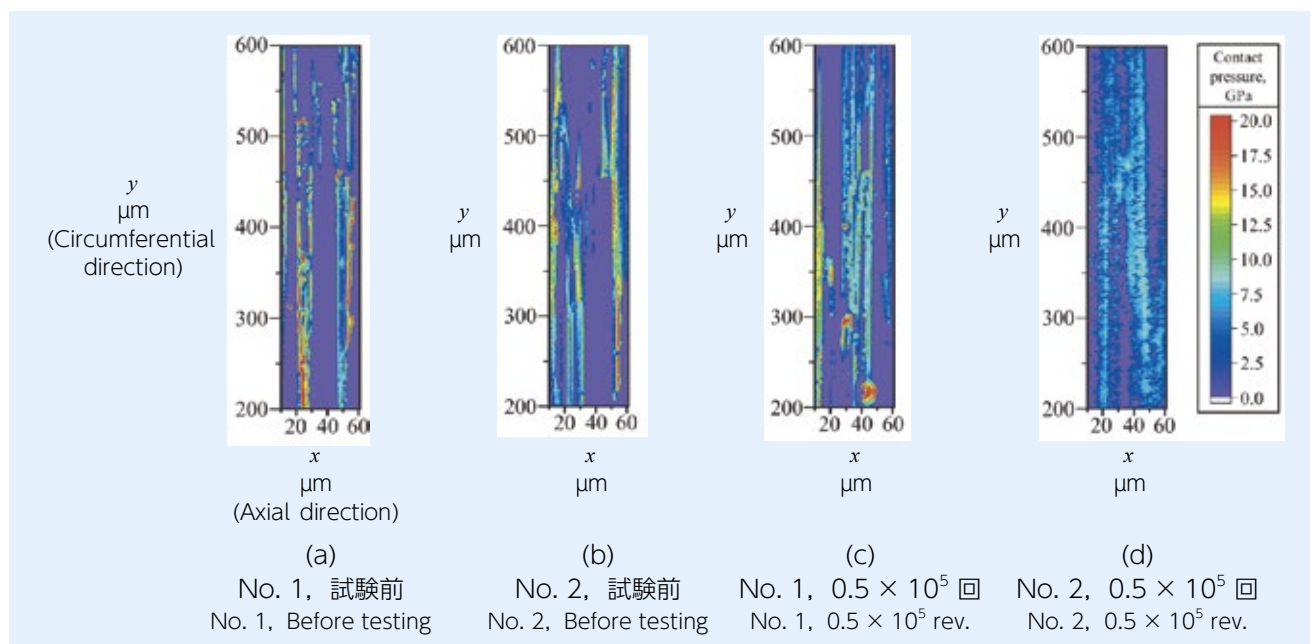 600
500
400
300
200
20 40 60
y
μm
(Circumferential
direction)
x
μm
(Axial direction)
(a)
No. 1, 試験前
No. 1, Before testing
600
500
400
300
200
20 40 60
y
μm
x
μm
(b)
No. 2, 試験前
No. 2, Before testing
600
500
400
300
200
20 40 60
y
μm
x
μm
(c)
No. 1, 0.5 × 10⁵ 回
No. 1, 0.5 × 10⁵ rev.
600
500
400
300
200
20 40 60
y
μm
x
μm
(d)
No. 2, 0.5 × 10⁵ 回
No. 2, 0.5 × 10⁵ rev.
Contact
pressure,
GPa
20.0
17.5
15.0
12.5
10.0
7.5
5.0
2.5
0.0